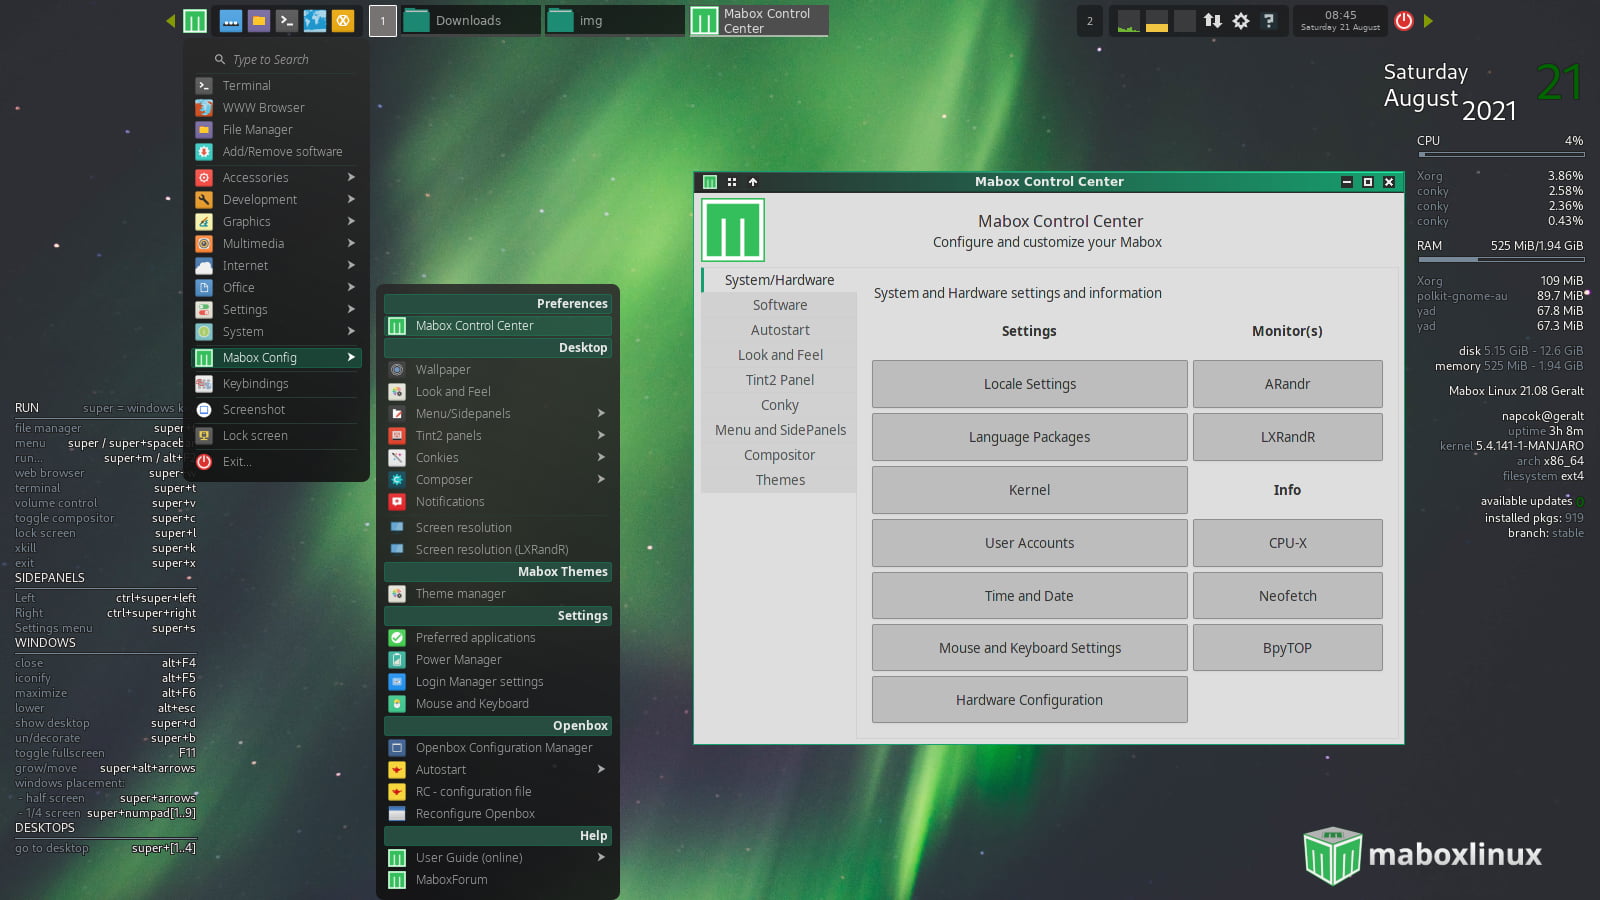 1
Downloads
img
Mabox Control
Center
2
08:45
Saturday 21 August
Type to Search
Terminal
WWW Browser
File Manager
Add/Remove software
Accessories
Development
Graphics
Multimedia
Internet
Office
Settings
System
Mabox Config
Keybindings
Screenshot
Lock screen
Exit...
RUN super = windows
file manager super+
menu super / super+spaceba
run... super+m / alt+F2
web browser super+w
terminal super+t
volume control super+v
toggle compositor super+c
lock screen super+l
xkill super+k
exit super+x
SIDEPANELS
Left ctrl+super+left
Right ctrl+super+right
Settings menu super+s
WINDOWS
close alt+F4
iconify alt+F5
maximize alt+F6
lower alt+esc
show desktop super+d
un/decorate super+b
toggle fullscreen F11
grow/move super+alt+arrows
windows placement:
- half screen super+arrows
- 1/4 screen super+numpad[1..9]
DESKTOPS
go to desktop super+[1..4]
Preferences
Mabox Control Center
Desktop
Wallpaper
Look and Feel
Menu/Sidepanels
Tint2 panels
Conkies
Composer
Notifications
Screen resolution
Screen resolution (LXRandR)
Mabox Themes
Theme manager
Settings
Preferred applications
Power Manager
Login Manager settings
Mouse and Keyboard
Openbox
Openbox Configuration Manager
Autostart
RC - configuration file
Reconfigure Openbox
Help
User Guide (online)
MaboxForum
Mabox Control Center
Mabox Control Center
Configure and customize your Mabox
System/Hardware
Software
Autostart
Look and Feel
Tint2 Panel
Conky
Menu and SidePanels
Compositor
Themes
System and Hardware settings and information
Settings Monitor(s)
Locale Settings ARandr
Language Packages LXRandR
Kernel Info
User Accounts CPU-X
Time and Date Neofetch
Mouse and Keyboard Settings BpyTOP
Hardware Configuration
Saturday 21
August 2021
CPU 4%
Xorg 3.86%
conky 2.58%
conky 2.36%
conky 0.43%
RAM 525 MiB/1.94 GiB
Xorg 109 MiB
polkit-gnome-au 89.7 MiB
yad 67.8 MiB
yad 67.3 MiB
disk 5.15 GiB - 12.6 GiB
memory 525 MiB - 1.94 GiB
Mabox Linux 21.08 Geralt
napcok@geralt
uptime 3h 8m
kernel 5.4.141-1-MANJARO
arch x86_64
filesystem ext4
available updates 0
installed pkgs: 919
branch: stable
maboxlinux